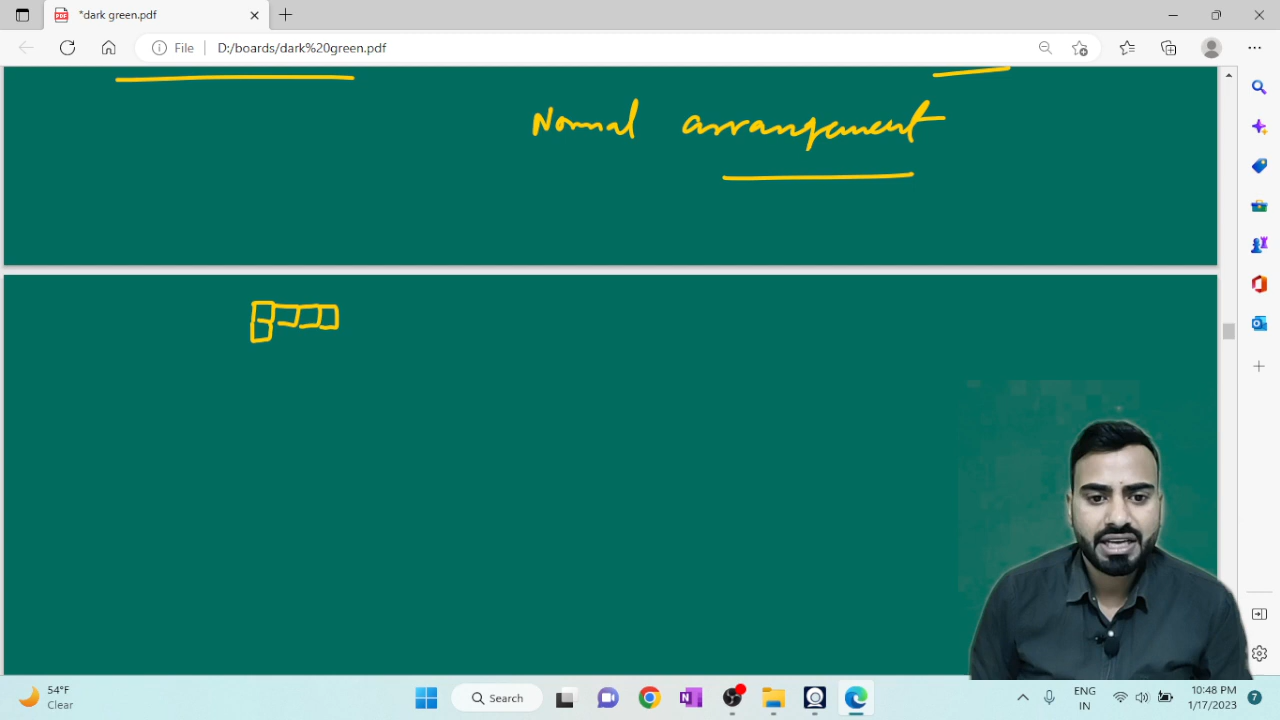 *dark green.pdf
File D:/boards/dark%20green.pdf
Normal arrangement
54°F
Clear
Search
ENG
IN
10:48 PM
1/17/2023
7